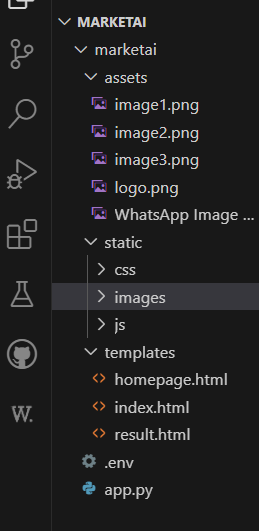 MARKETAI
marketai
assets
image1.png
image2.png
image3.png
logo.png
WhatsApp Image ...
static
css
images
js
templates
<> homepage.html
<> index.html
<> result.html
.env
app.py
W.